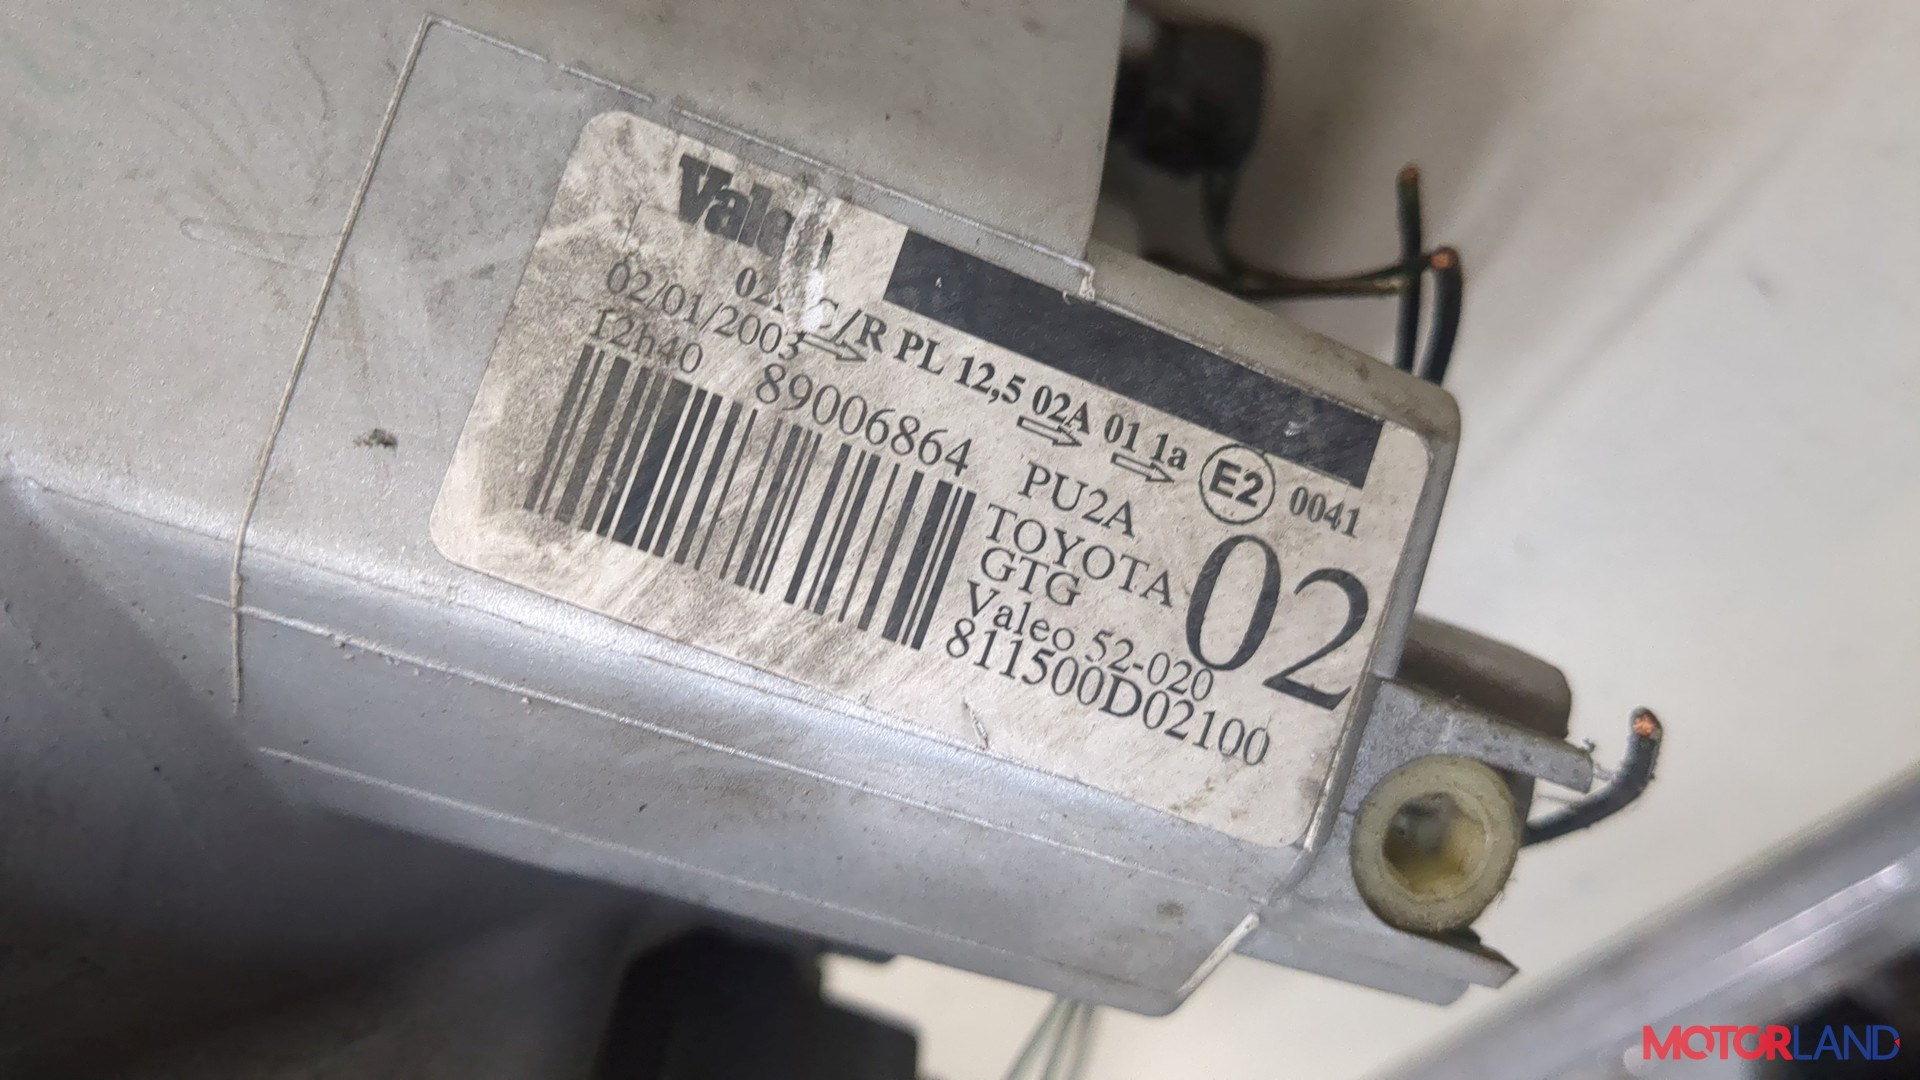 Valeo
C/R PL 12,5 02A 01 1a E2 0041
02/01/2003
12h40
89006864
PU2A
TOYOTA
GTG
Valeo 52-020
811500D02100
02
MOTORLAND